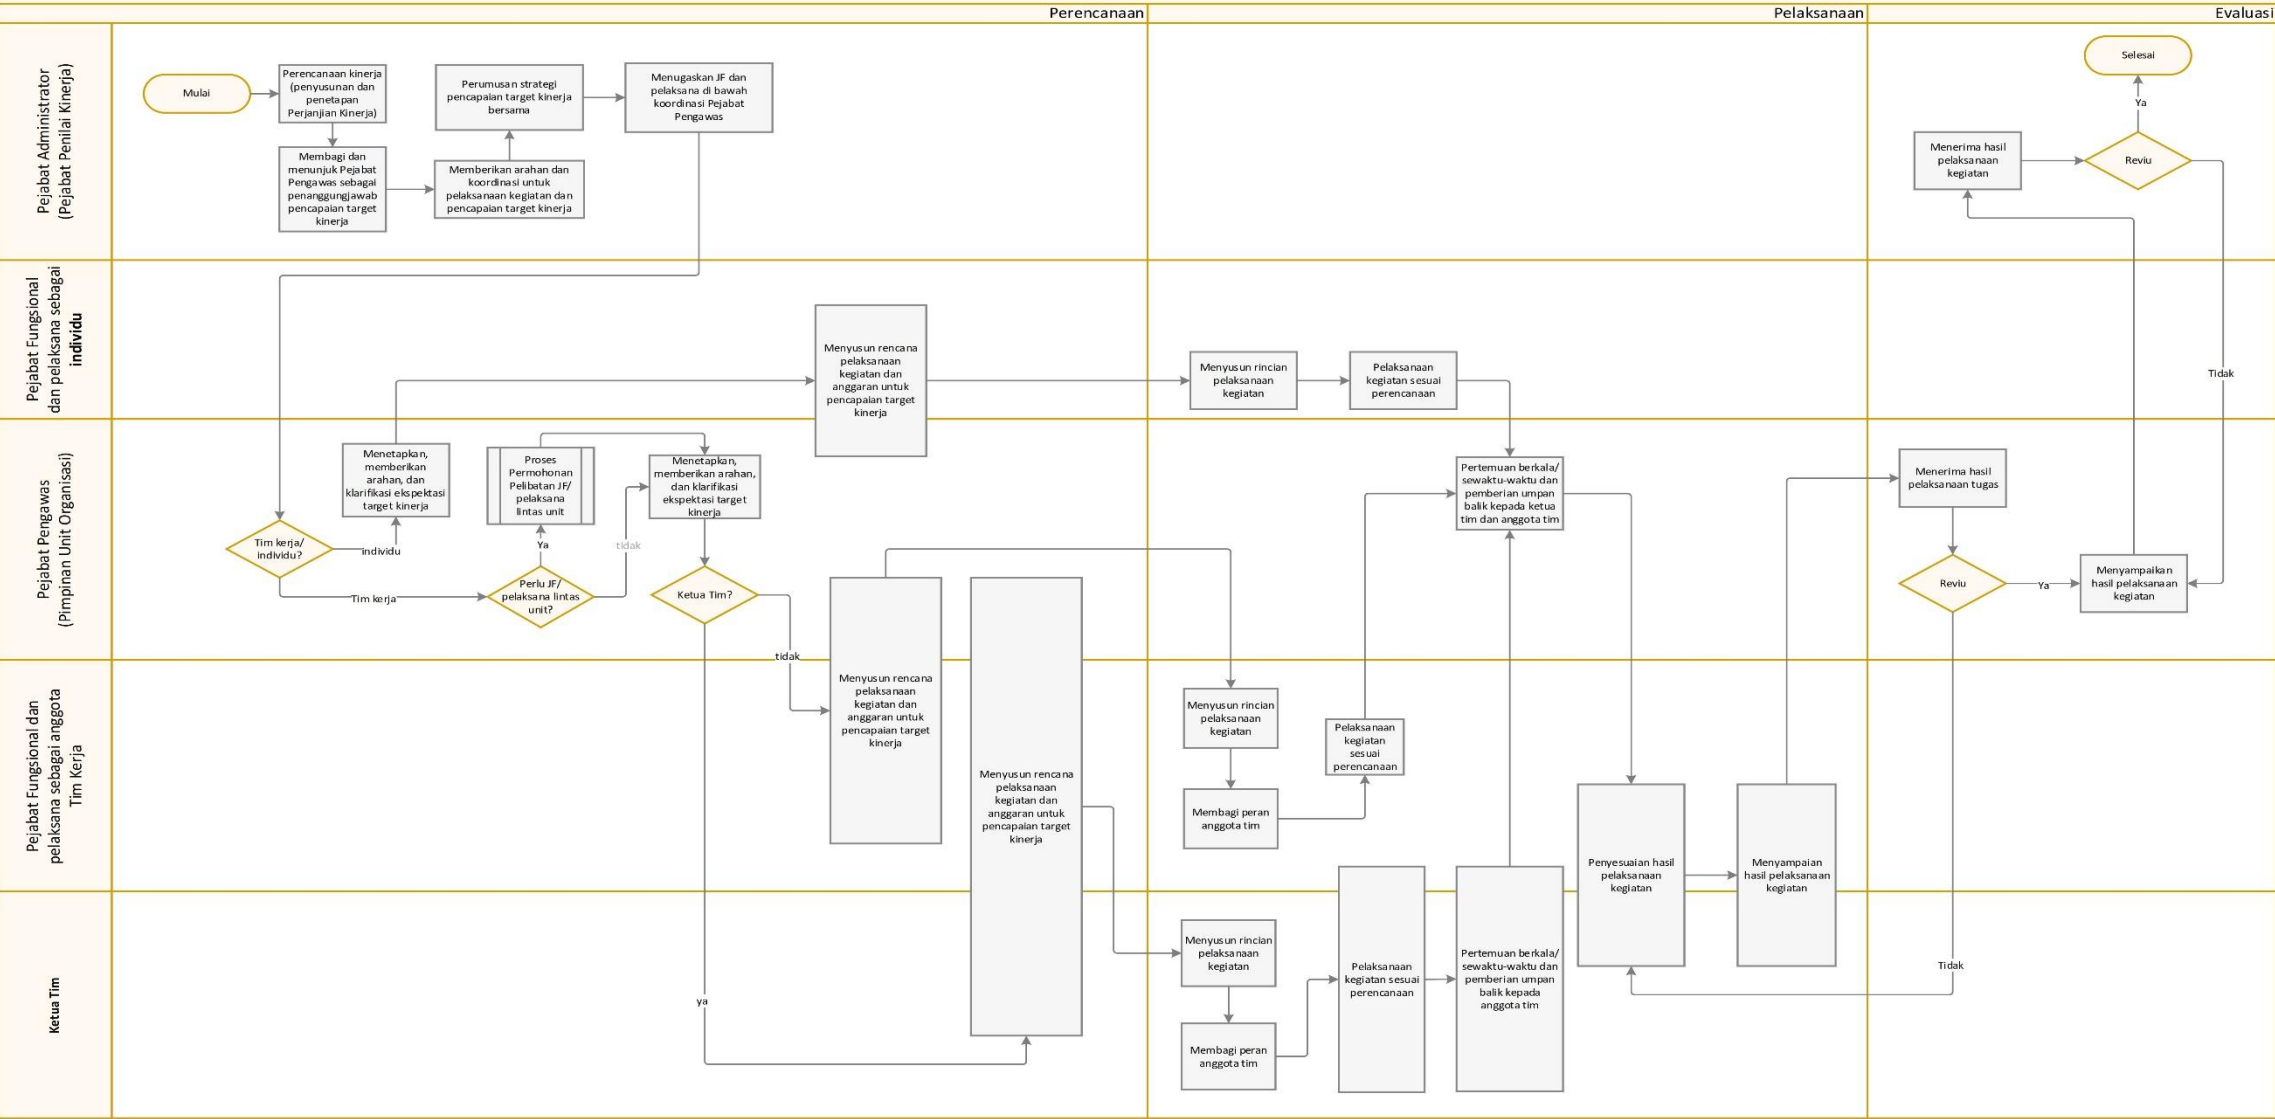 Perencanaan
Pelaksanaan
Evaluasi
Pejabat Administrator
(Pejabat Penilai Kinerja)
Mulai
Perencanaan kinerja
(penyusunan dan
penetapan
Perjanjian Kinerja)
Membagi dan
menunjuk Pejabat
Pengawas sebagai
penanggungjawab
pencapaian target
kinerja
Perumusan strategi
pencapaian target kinerja
bersama
Memberikan arahan dan
koordinasi untuk
pelaksanaan kegiatan dan
pencapaian target kinerja
Menugaskan JF dan
pelaksana di bawah
koordinasi Pejabat
Pengawas
Menerima hasil
pelaksanaan
kegiatan
Selesai
Ya
Reviu
Tidak
Pejabat Fungsional
dan pelaksana sebagai
individu
Menyusun rencana
pelaksanaan
kegiatan dan
anggaran untuk
pencapaian target
kinerja
Menyusun rincian
pelaksanaan
kegiatan
Pelaksanaan
kegiatan sesuai
perencanaan
Pejabat Pengawas
(Pimpinan Unit Organisasi)
Tim kerja/
individu?
individu
Tim kerja
Menetapkan,
memberikan
arahan, dan
klarifikasi ekspektasi
target kinerja
Proses
Permohonan
Pelibatan JF/
pelaksana
lintas unit
Ya
Perlu JF/
pelaksana lintas
unit?
tidak
Menetapkan,
memberikan arahan,
dan klarifikasi
ekspektasi target
kinerja
Ketua Tim?
tidak
ya
Pertemuan berkala/
sewaktu-waktu dan
pemberian umpan
balik kepada ketua
tim dan anggota tim
Menerima hasil
pelaksanaan tugas
Reviu
Ya
Menyampaikan
hasil pelaksanaan
kegiatan
Tidak
Pejabat Fungsional dan
pelaksana sebagai anggota
Tim Kerja
Menyusun rencana
pelaksanaan
kegiatan dan
anggaran untuk
pencapaian target
kinerja
Menyusun rencana
pelaksanaan
kegiatan dan
anggaran untuk
pencapaian target
kinerja
Menyusun rincian
pelaksanaan
kegiatan
Membagi peran
anggota tim
Pelaksanaan
kegiatan
sesuai
perencanaan
Penyesuaian hasil
pelaksanaan
kegiatan
Menyampaian
hasil pelaksanaan
kegiatan
Ketua Tim
Menyusun rincian
pelaksanaan
kegiatan
Membagi peran
anggota tim
Pelaksanaan
kegiatan sesuai
perencanaan
Pertemuan berkala/
sewaktu-waktu dan
pemberian umpan
balik kepada
anggota tim